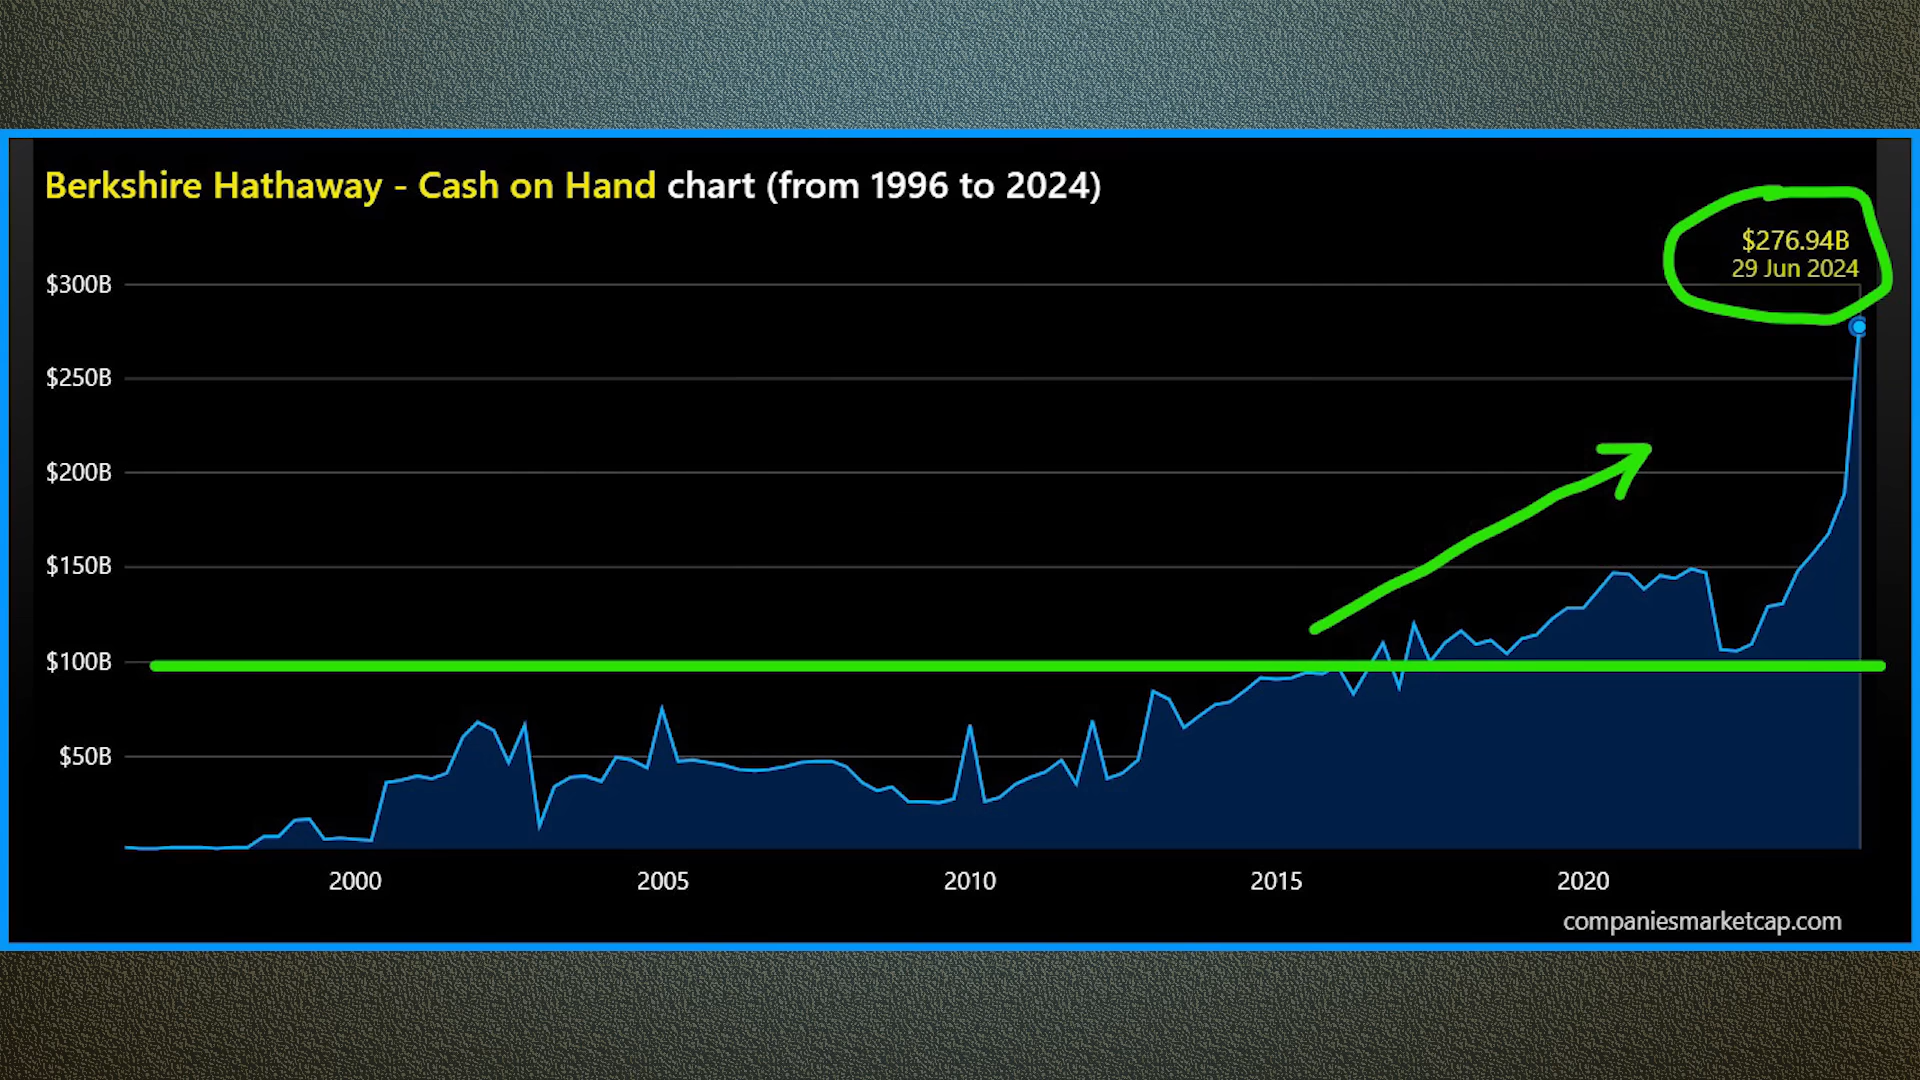 Berkshire Hathaway - Cash on Hand chart (from 1996 to 2024)
$276.94B
29 Jun 2024
$300B
$250B
$200B
$150B
$100B
$50B
2000 2005 2010 2015 2020
companiesmarketcap.com